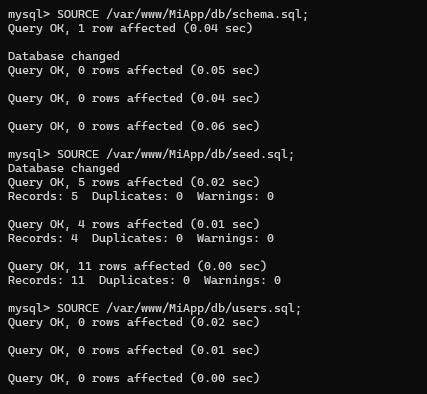 mysql> SOURCE /var/www/MiApp/db/schema.sql;
Query OK, 1 row affected (0.04 sec)
Database changed
Query OK, 0 rows affected (0.05 sec)
Query OK, 0 rows affected (0.04 sec)
Query OK, 0 rows affected (0.06 sec)
mysql> SOURCE /var/www/MiApp/db/seed.sql;
Database changed
Query OK, 5 rows affected (0.02 sec)
Records: 5  Duplicates: 0  Warnings: 0
Query OK, 4 rows affected (0.01 sec)
Records: 4  Duplicates: 0  Warnings: 0
Query OK, 11 rows affected (0.00 sec)
Records: 11  Duplicates: 0  Warnings: 0
mysql> SOURCE /var/www/MiApp/db/users.sql;
Query OK, 0 rows affected (0.02 sec)
Query OK, 0 rows affected (0.01 sec)
Query OK, 0 rows affected (0.00 sec)